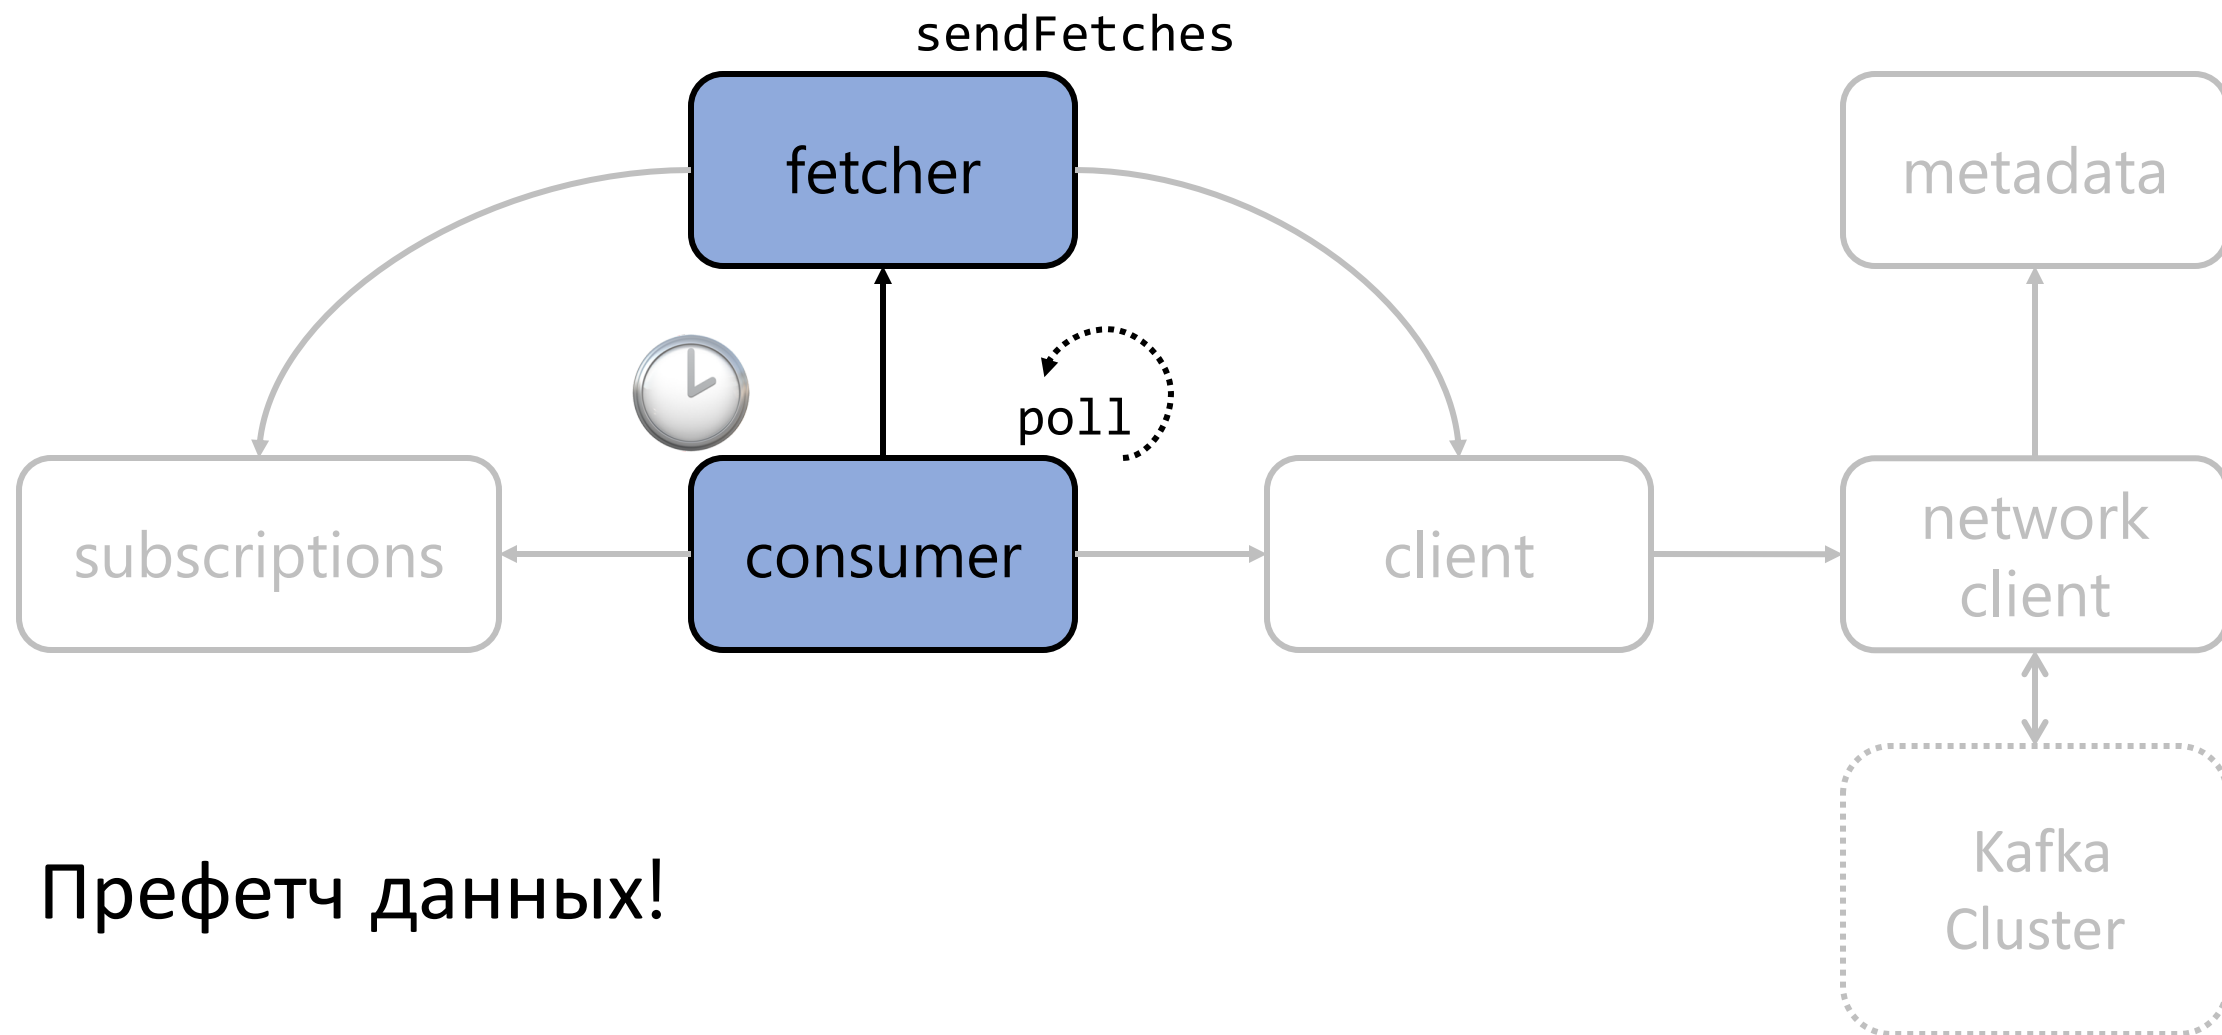 sendFetches
fetcher
metadata
poll
subscriptions
consumer
client
network
client
Префетч данных!
Kafka
Cluster